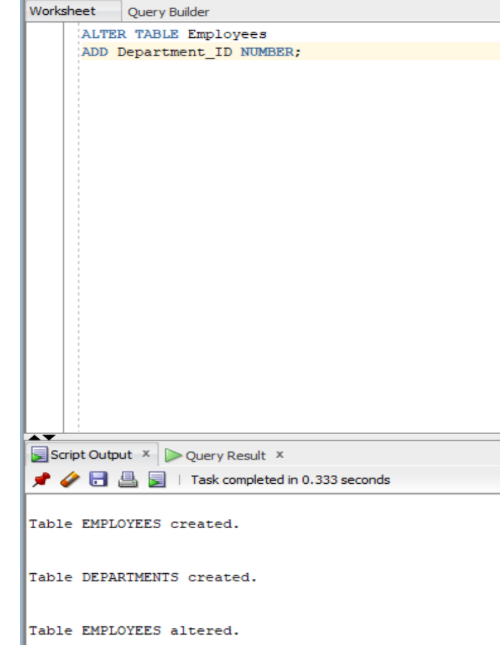 Worksheet Query Builder
ALTER TABLE Employees
ADD Department_ID NUMBER;
Script Output x Query Result x
Task completed in 0.333 seconds
Table EMPLOYEES created.
Table DEPARTMENTS created.
Table EMPLOYEES altered.